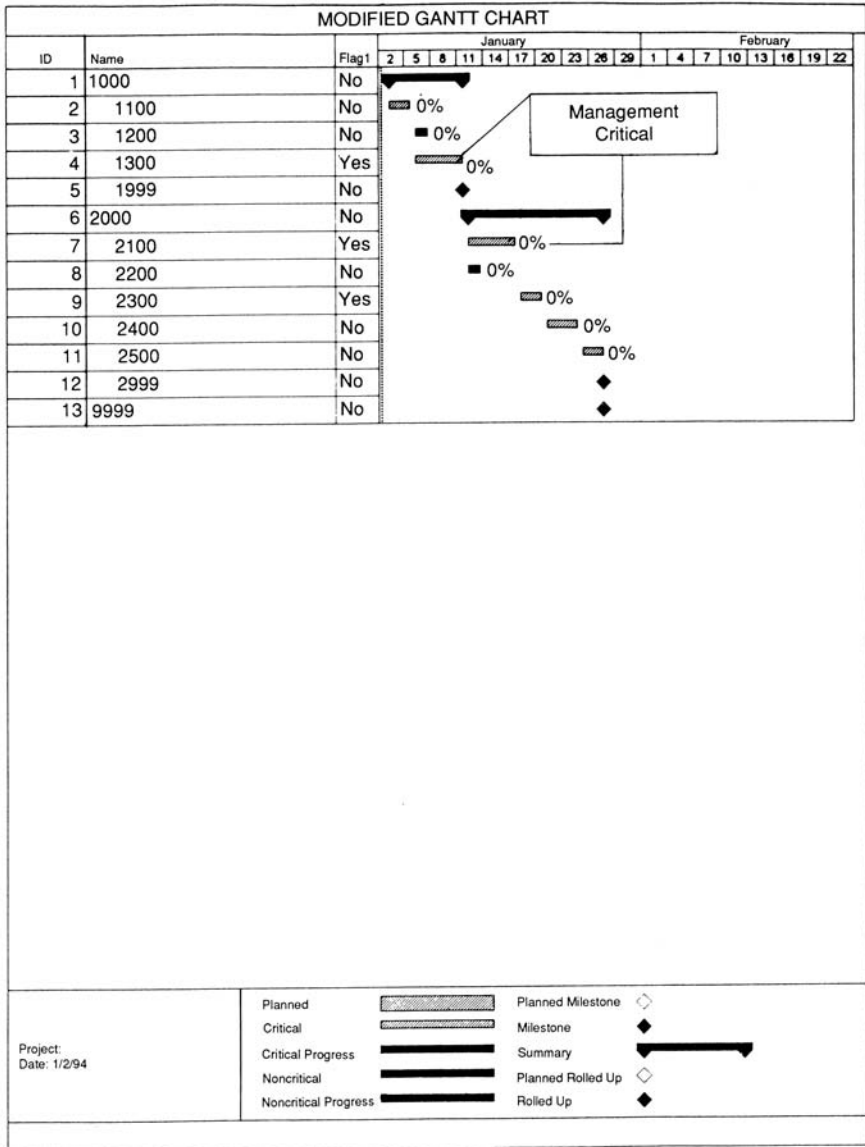 MODIFIED GANTT CHART
January February
ID Name Flag1 2 5 8 11 14 17 20 23 26 29 1 4 7 10 13 16 19 22
1 1000 No
2 1100 No 0%
3 1200 No 0%
4 1300 Yes 0%
5 1999 No
6 2000 No
7 2100 Yes 0%
8 2200 No 0%
9 2300 Yes 0%
10 2400 No 0%
11 2500 No 0%
12 2999 No
13 9999 No
Management
Critical
Project:
Date: 1/2/94
Planned
Critical
Critical Progress
Noncritical
Noncritical Progress
Planned Milestone
Milestone
Summary
Planned Rolled Up
Rolled Up